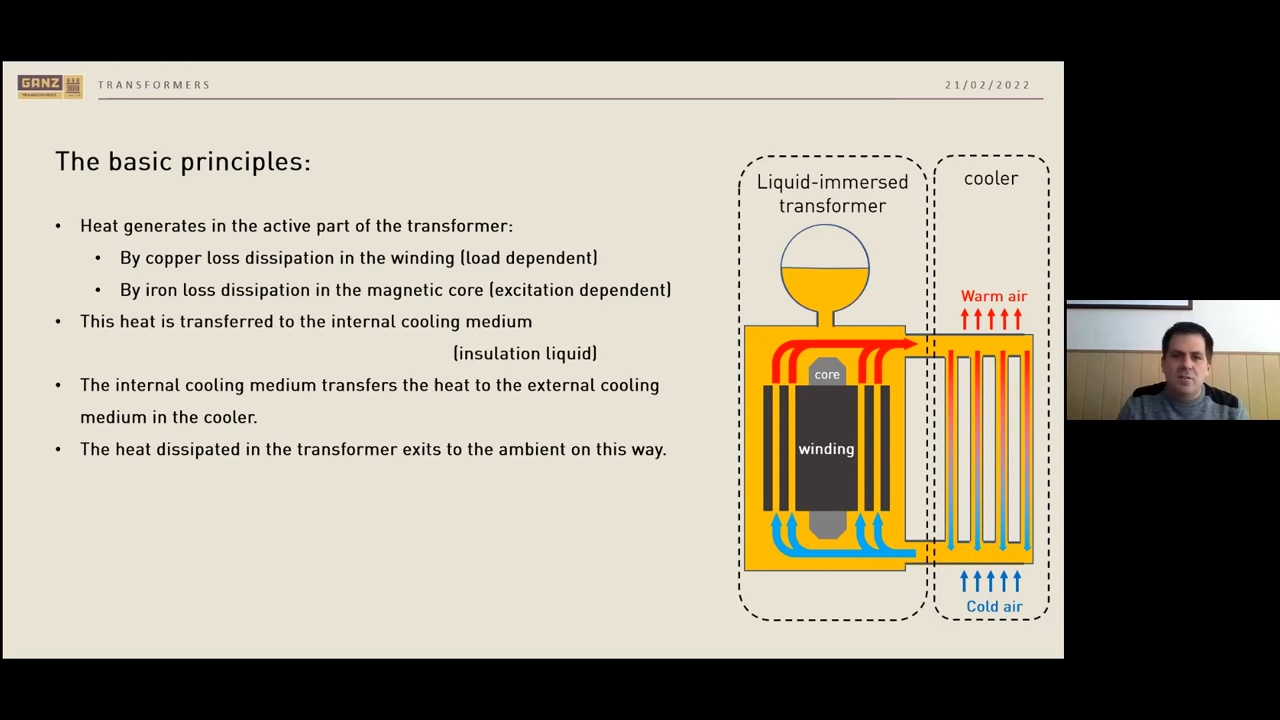 GANZ
TRANSFORMERS
21/02/2022
The basic principles:
• Heat generates in the active part of the transformer:
• By copper loss dissipation in the winding (load dependent)
• By iron loss dissipation in the magnetic core (excitation dependent)
• This heat is transferred to the internal cooling medium
(insulation liquid)
• The internal cooling medium transfers the heat to the external cooling
medium in the cooler.
• The heat dissipated in the transformer exits to the ambient on this way.
Liquid-immersed
transformer
cooler
Warm air
core
winding
Cold air